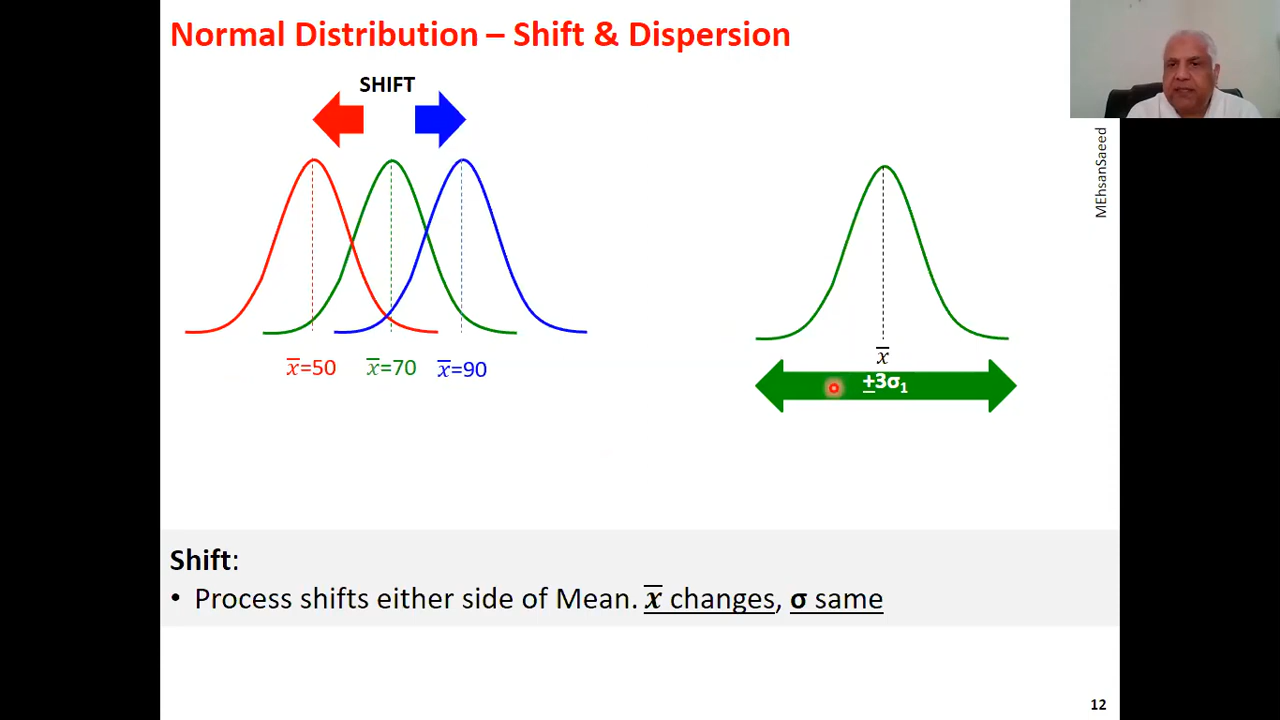 Normal Distribution – Shift & Dispersion
SHIFT
x̅=50 x̅=70 x̅=90
x̅
±3σ₁
MEhsanSaeed
Shift:
• Process shifts either side of Mean. x̅ changes, σ same
12